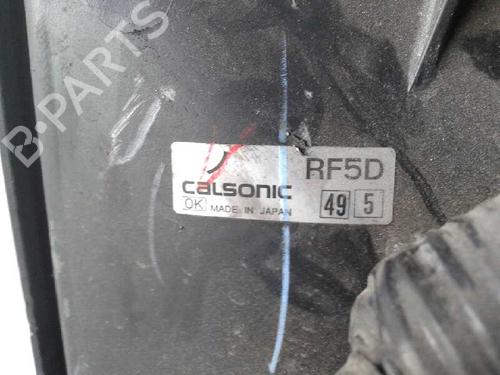 B-PARTS
RF5D
CALSONIC
OK MADE IN JAPAN 49 5